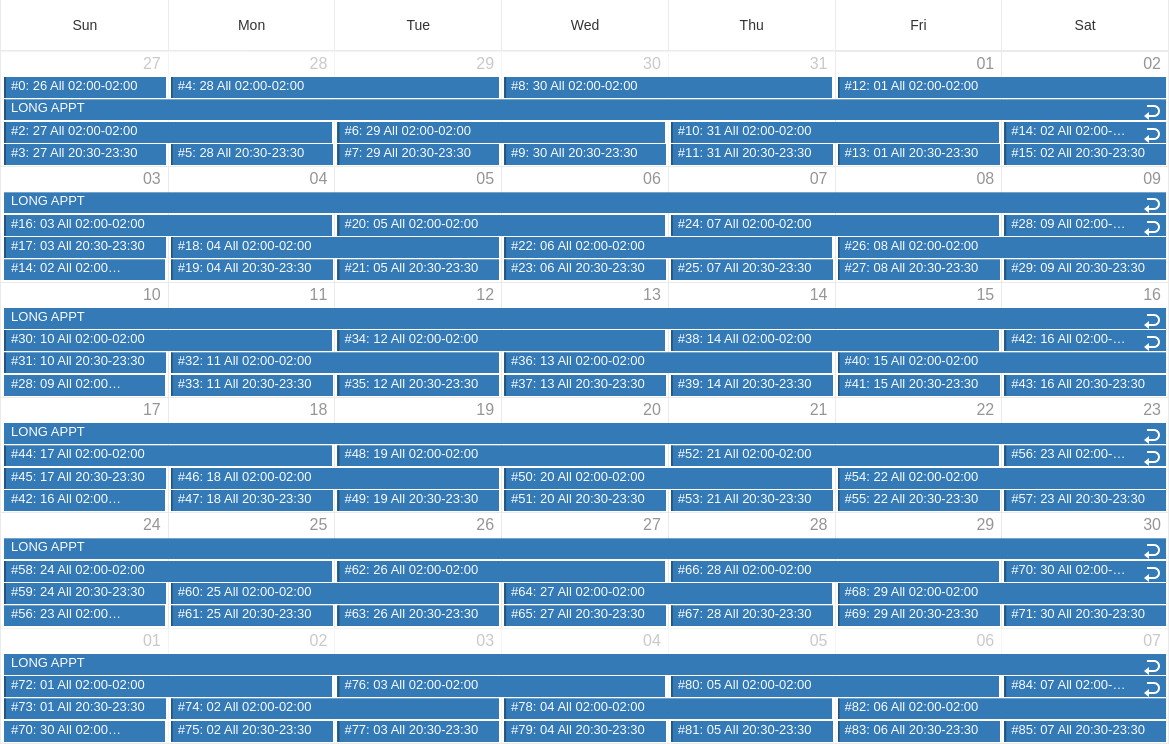 Sun Mon Tue Wed Thu Fri Sat
27 28 29 30 31 01 02
#0: 26 All 02:00-02:00 #4: 28 All 02:00-02:00 #8: 30 All 02:00-02:00 #12: 01 All 02:00-02:00
LONG APPT
#2: 27 All 02:00-02:00 #6: 29 All 02:00-02:00 #10: 31 All 02:00-02:00 #14: 02 All 02:00-…
#3: 27 All 20:30-23:30 #5: 28 All 20:30-23:30 #7: 29 All 20:30-23:30 #9: 30 All 20:30-23:30 #11: 31 All 20:30-23:30 #13: 01 All 20:30-23:30 #15: 02 All 20:30-23:30
03 04 05 06 07 08 09
LONG APPT
#16: 03 All 02:00-02:00 #20: 05 All 02:00-02:00 #24: 07 All 02:00-02:00 #28: 09 All 02:00-…
#17: 03 All 20:30-23:30 #18: 04 All 02:00-02:00 #22: 06 All 02:00-02:00 #26: 08 All 02:00-02:00
#14: 02 All 02:00… #19: 04 All 20:30-23:30 #21: 05 All 20:30-23:30 #23: 06 All 20:30-23:30 #25: 07 All 20:30-23:30 #27: 08 All 20:30-23:30 #29: 09 All 20:30-23:30
10 11 12 13 14 15 16
LONG APPT
#30: 10 All 02:00-02:00 #34: 12 All 02:00-02:00 #38: 14 All 02:00-02:00 #42: 16 All 02:00-…
#31: 10 All 20:30-23:30 #32: 11 All 02:00-02:00 #36: 13 All 02:00-02:00 #40: 15 All 02:00-02:00
#28: 09 All 02:00… #33: 11 All 20:30-23:30 #35: 12 All 20:30-23:30 #37: 13 All 20:30-23:30 #39: 14 All 20:30-23:30 #41: 15 All 20:30-23:30 #43: 16 All 20:30-23:30
17 18 19 20 21 22 23
LONG APPT
#44: 17 All 02:00-02:00 #48: 19 All 02:00-02:00 #52: 21 All 02:00-02:00 #56: 23 All 02:00-…
#45: 17 All 20:30-23:30 #46: 18 All 02:00-02:00 #50: 20 All 02:00-02:00 #54: 22 All 02:00-02:00
#42: 16 All 02:00… #47: 18 All 20:30-23:30 #49: 19 All 20:30-23:30 #51: 20 All 20:30-23:30 #53: 21 All 20:30-23:30 #55: 22 All 20:30-23:30 #57: 23 All 20:30-23:30
24 25 26 27 28 29 30
LONG APPT
#58: 24 All 02:00-02:00 #62: 26 All 02:00-02:00 #66: 28 All 02:00-02:00 #70: 30 All 02:00-…
#59: 24 All 20:30-23:30 #60: 25 All 02:00-02:00 #64: 27 All 02:00-02:00 #68: 29 All 02:00-02:00
#56: 23 All 02:00… #61: 25 All 20:30-23:30 #63: 26 All 20:30-23:30 #65: 27 All 20:30-23:30 #67: 28 All 20:30-23:30 #69: 29 All 20:30-23:30 #71: 30 All 20:30-23:30
01 02 03 04 05 06 07
LONG APPT
#72: 01 All 02:00-02:00 #76: 03 All 02:00-02:00 #80: 05 All 02:00-02:00 #84: 07 All 02:00-…
#73: 01 All 20:30-23:30 #74: 02 All 02:00-02:00 #78: 04 All 02:00-02:00 #82: 06 All 02:00-02:00
#70: 30 All 02:00… #75: 02 All 20:30-23:30 #77: 03 All 20:30-23:30 #79: 04 All 20:30-23:30 #81: 05 All 20:30-23:30 #83: 06 All 20:30-23:30 #85: 07 All 20:30-23:30